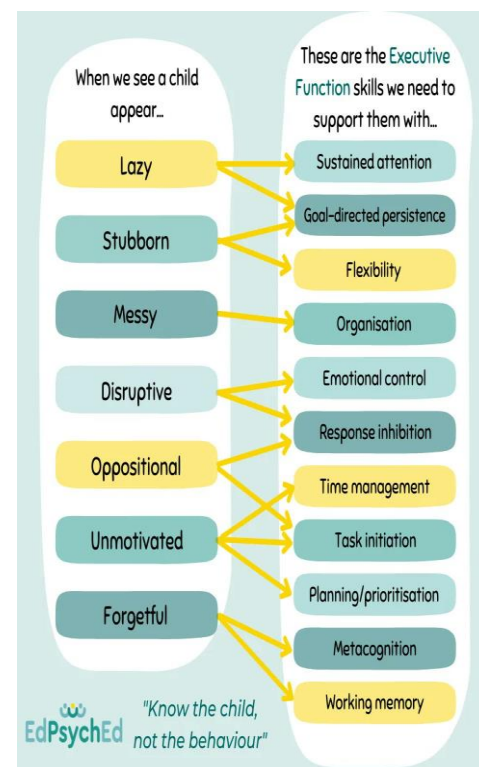 When we see a child
appear...
Lazy
Stubborn
Messy
Disruptive
Oppositional
Unmotivated
Forgetful
These are the Executive
Function skills we need to
support them with...
Sustained attention
Goal-directed persistence
Flexibility
Organisation
Emotional control
Response inhibition
Time management
Task initiation
Planning/prioritisation
Metacognition
Working memory
EdPsychEd
"Know the child,
not the behaviour"